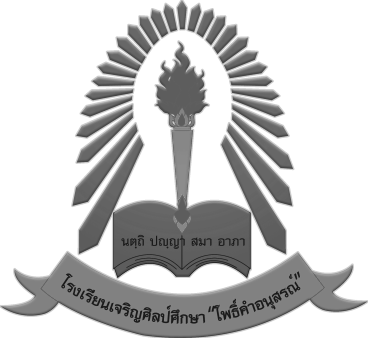 นตฺถิ ปญฺญา สมา อาภา
โรงเรียนเจริญศิลป์ศึกษา "โพธิ์คำอนุสรณ์"